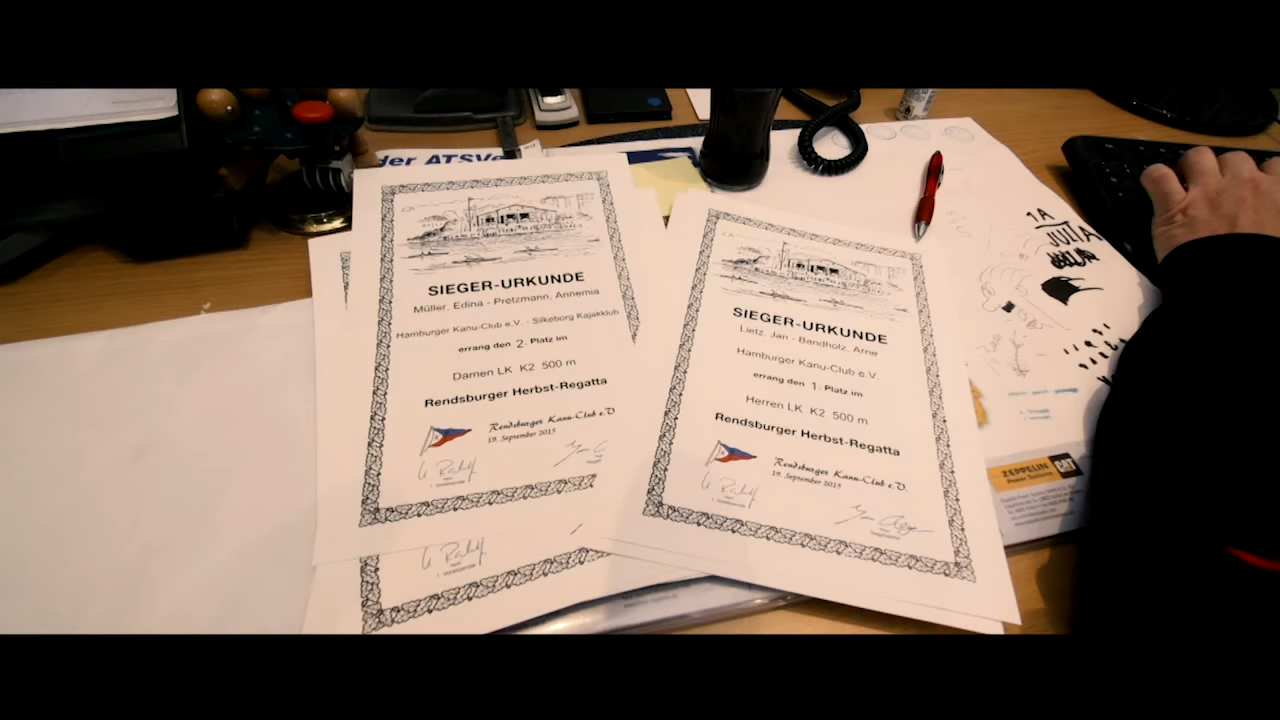 der ATSV
SIEGER-URKUNDE
Müller, Edina - Pretzmann, Annemia
Hamburger Kanu-Club e.V. - Silkeborg Kajakklub
errang den 2. Platz im
Damen LK K2 500 m
Rendsburger Herbst-Regatta
Rendsburger Kanu-Club e.V.
19. September 2015
SIEGER-URKUNDE
Lietz, Jan - Bandholz, Arne
Hamburger Kanu-Club e.V.
errang den 1. Platz im
Herren LK K2 500 m
Rendsburger Herbst-Regatta
Rendsburger Kanu-Club e.V.
19. September 2015
1A
JUTTA
ZEPPELIN
CAT
Power Systems